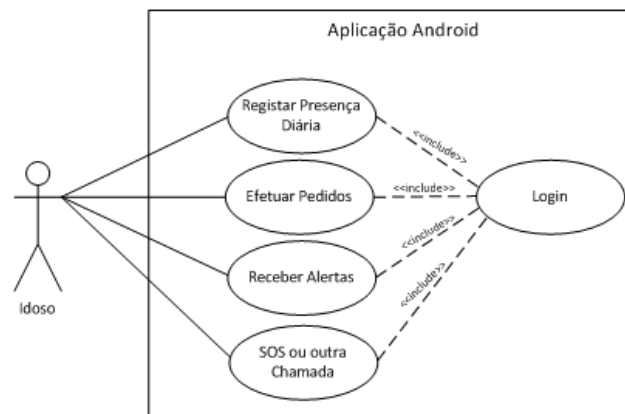 Aplicação Android
Registar Presença
Diária
<<include>>
Efetuar Pedidos
<<include>>
Login
<<include>>
Receber Alertas
<<include>>
Idoso
SOS ou outra
Chamada